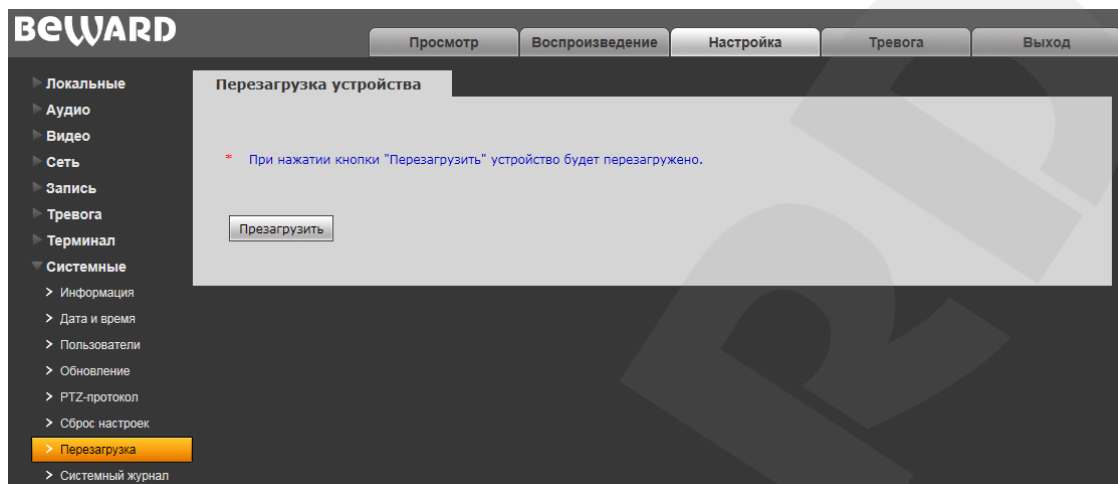 BEWARD
Просмотр Воспроизведение Настройка Тревога Выход
Локальные
Аудио
Видео
Сеть
Запись
Тревога
Терминал
Системные
Информация
Дата и время
Пользователи
Обновление
PTZ-протокол
Сброс настроек
Перезагрузка
Системный журнал
Перезагрузка устройства
* При нажатии кнопки "Перезагрузить" устройство будет перезагружено.
Презагрузить